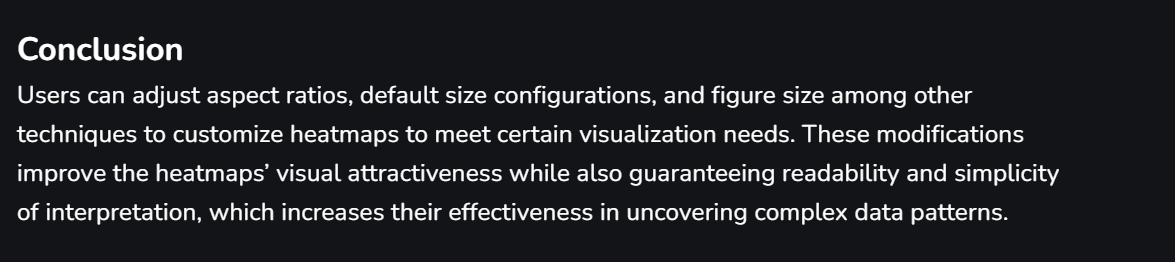 Conclusion
Users can adjust aspect ratios, default size configurations, and figure size among other
techniques to customize heatmaps to meet certain visualization needs. These modifications
improve the heatmaps’ visual attractiveness while also guaranteeing readability and simplicity
of interpretation, which increases their effectiveness in uncovering complex data patterns.